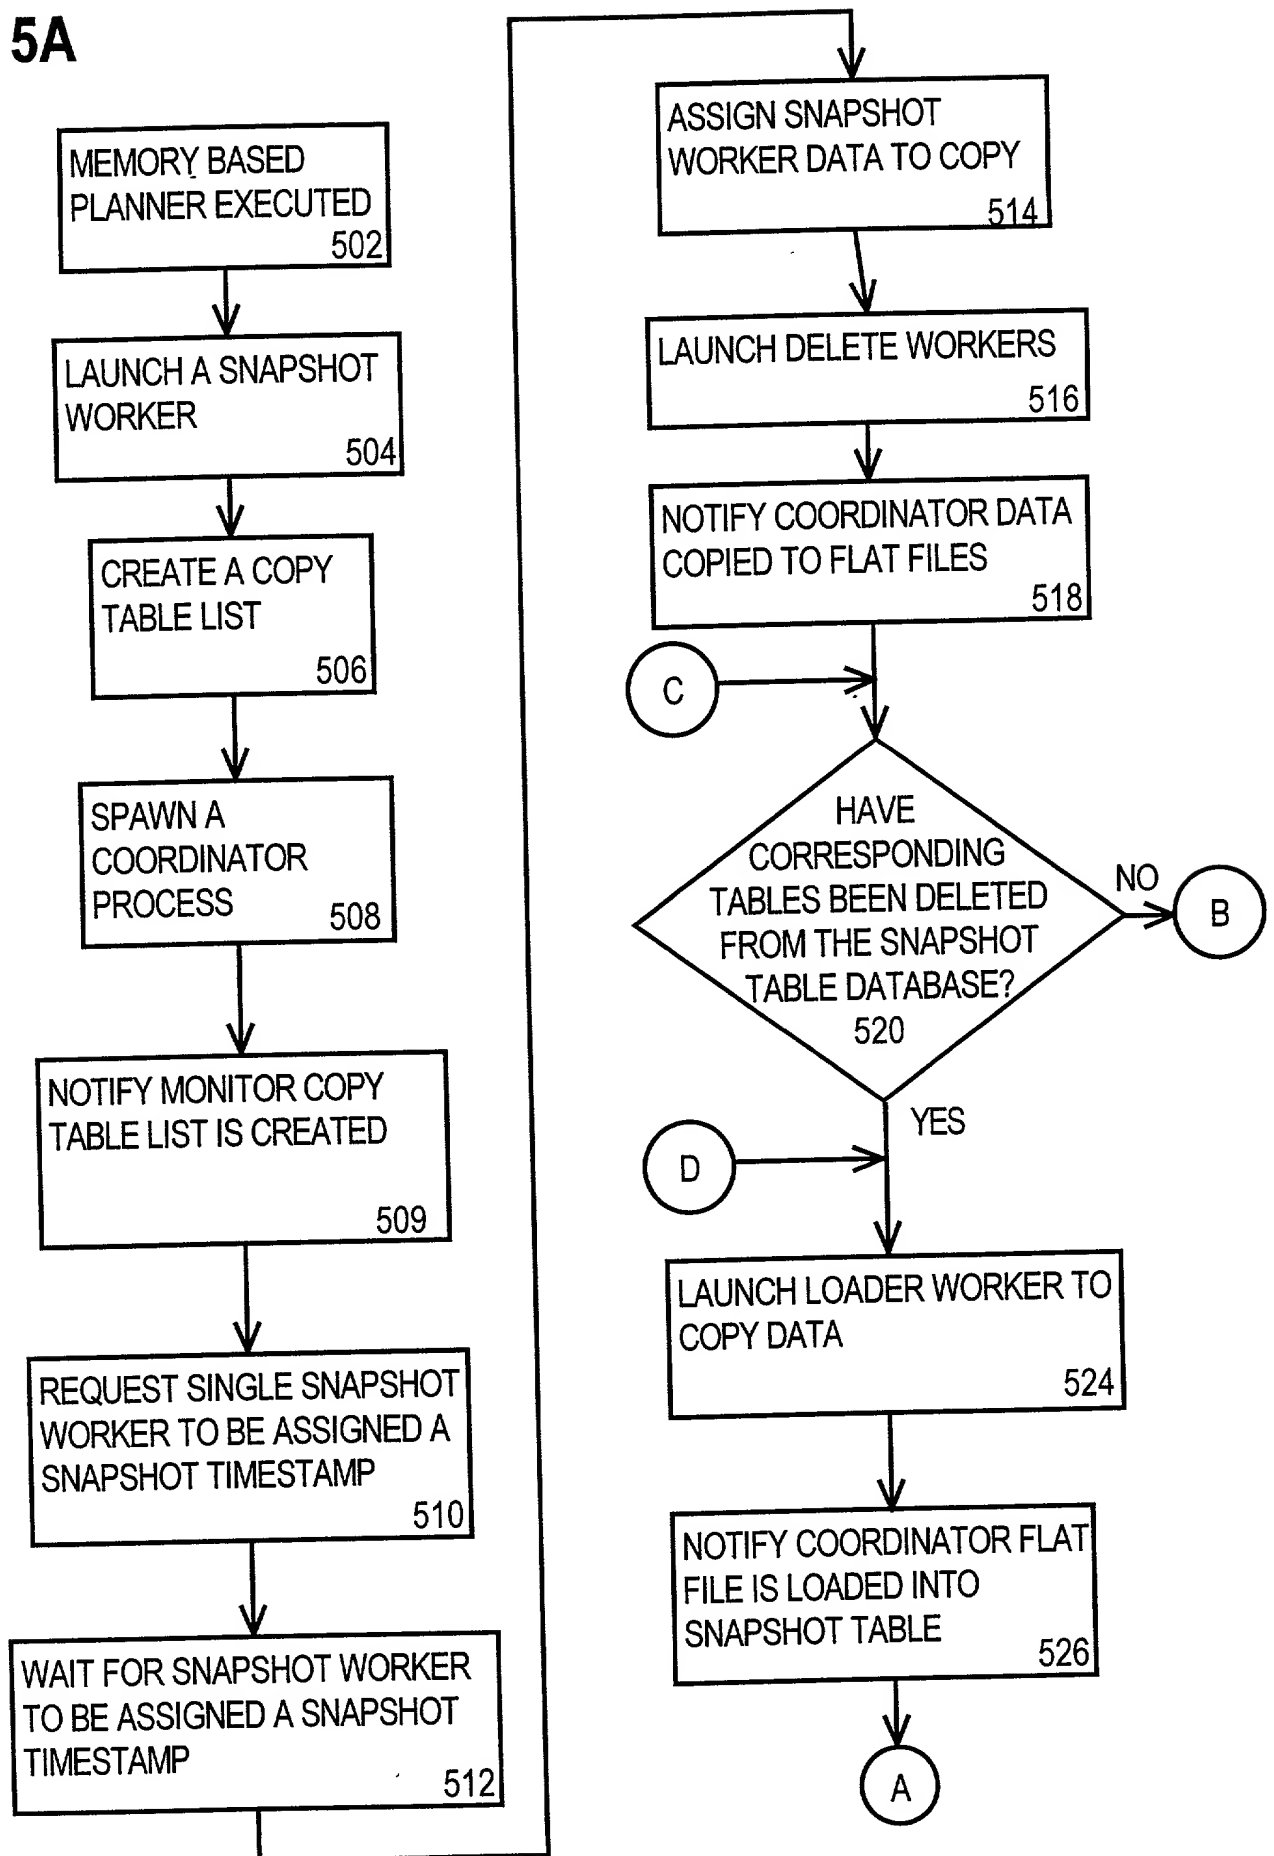 5A
MEMORY BASED
PLANNER EXECUTED
502
LAUNCH A SNAPSHOT
WORKER
504
CREATE A COPY
TABLE LIST
506
SPAWN A
COORDINATOR
PROCESS
508
NOTIFY MONITOR COPY
TABLE LIST IS CREATED
509
REQUEST SINGLE SNAPSHOT
WORKER TO BE ASSIGNED A
SNAPSHOT TIMESTAMP
510
WAIT FOR SNAPSHOT WORKER
TO BE ASSIGNED A SNAPSHOT
TIMESTAMP
512
ASSIGN SNAPSHOT
WORKER DATA TO COPY
514
LAUNCH DELETE WORKERS
516
NOTIFY COORDINATOR DATA
COPIED TO FLAT FILES
518
C
HAVE
CORRESPONDING
TABLES BEEN DELETED
FROM THE SNAPSHOT
TABLE DATABASE?
520
NO
B
YES
D
LAUNCH LOADER WORKER TO
COPY DATA
524
NOTIFY COORDINATOR FLAT
FILE IS LOADED INTO
SNAPSHOT TABLE
526
A